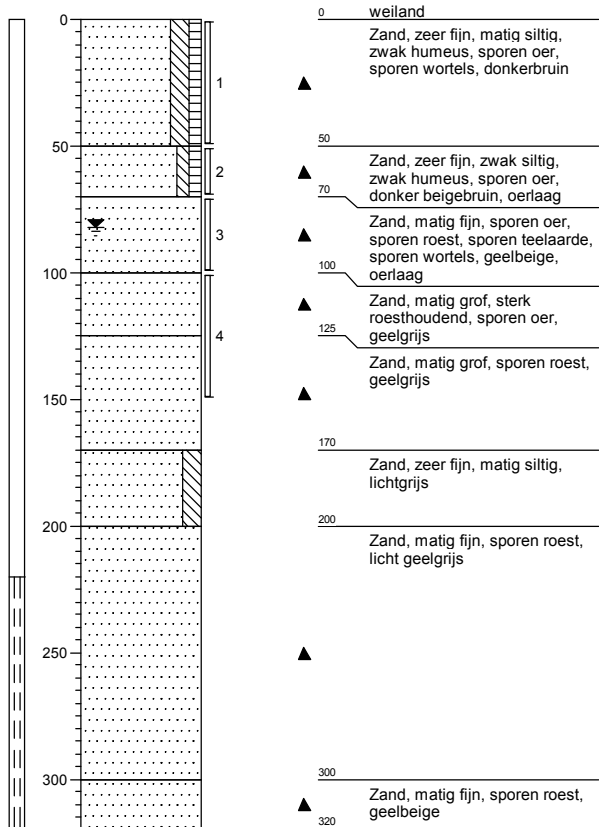 0
50
100
150
200
250
300
1
2
3
4
0 weiland
Zand, zeer fijn, matig siltig,
zwak humeus, sporen oer,
sporen wortels, donkerbruin
50
Zand, zeer fijn, zwak siltig,
zwak humeus, sporen oer,
donker beigebruin, oerlaag
70
Zand, matig fijn, sporen oer,
sporen roest, sporen teelaarde,
sporen wortels, geelbeige,
oerlaag
100
Zand, matig grof, sterk
roesthoudend, sporen oer,
geelgrijs
125
Zand, matig grof, sporen roest,
geelgrijs
170
Zand, zeer fijn, matig siltig,
lichtgrijs
200
Zand, matig fijn, sporen roest,
licht geelgrijs
300
Zand, matig fijn, sporen roest,
geelbeige
320